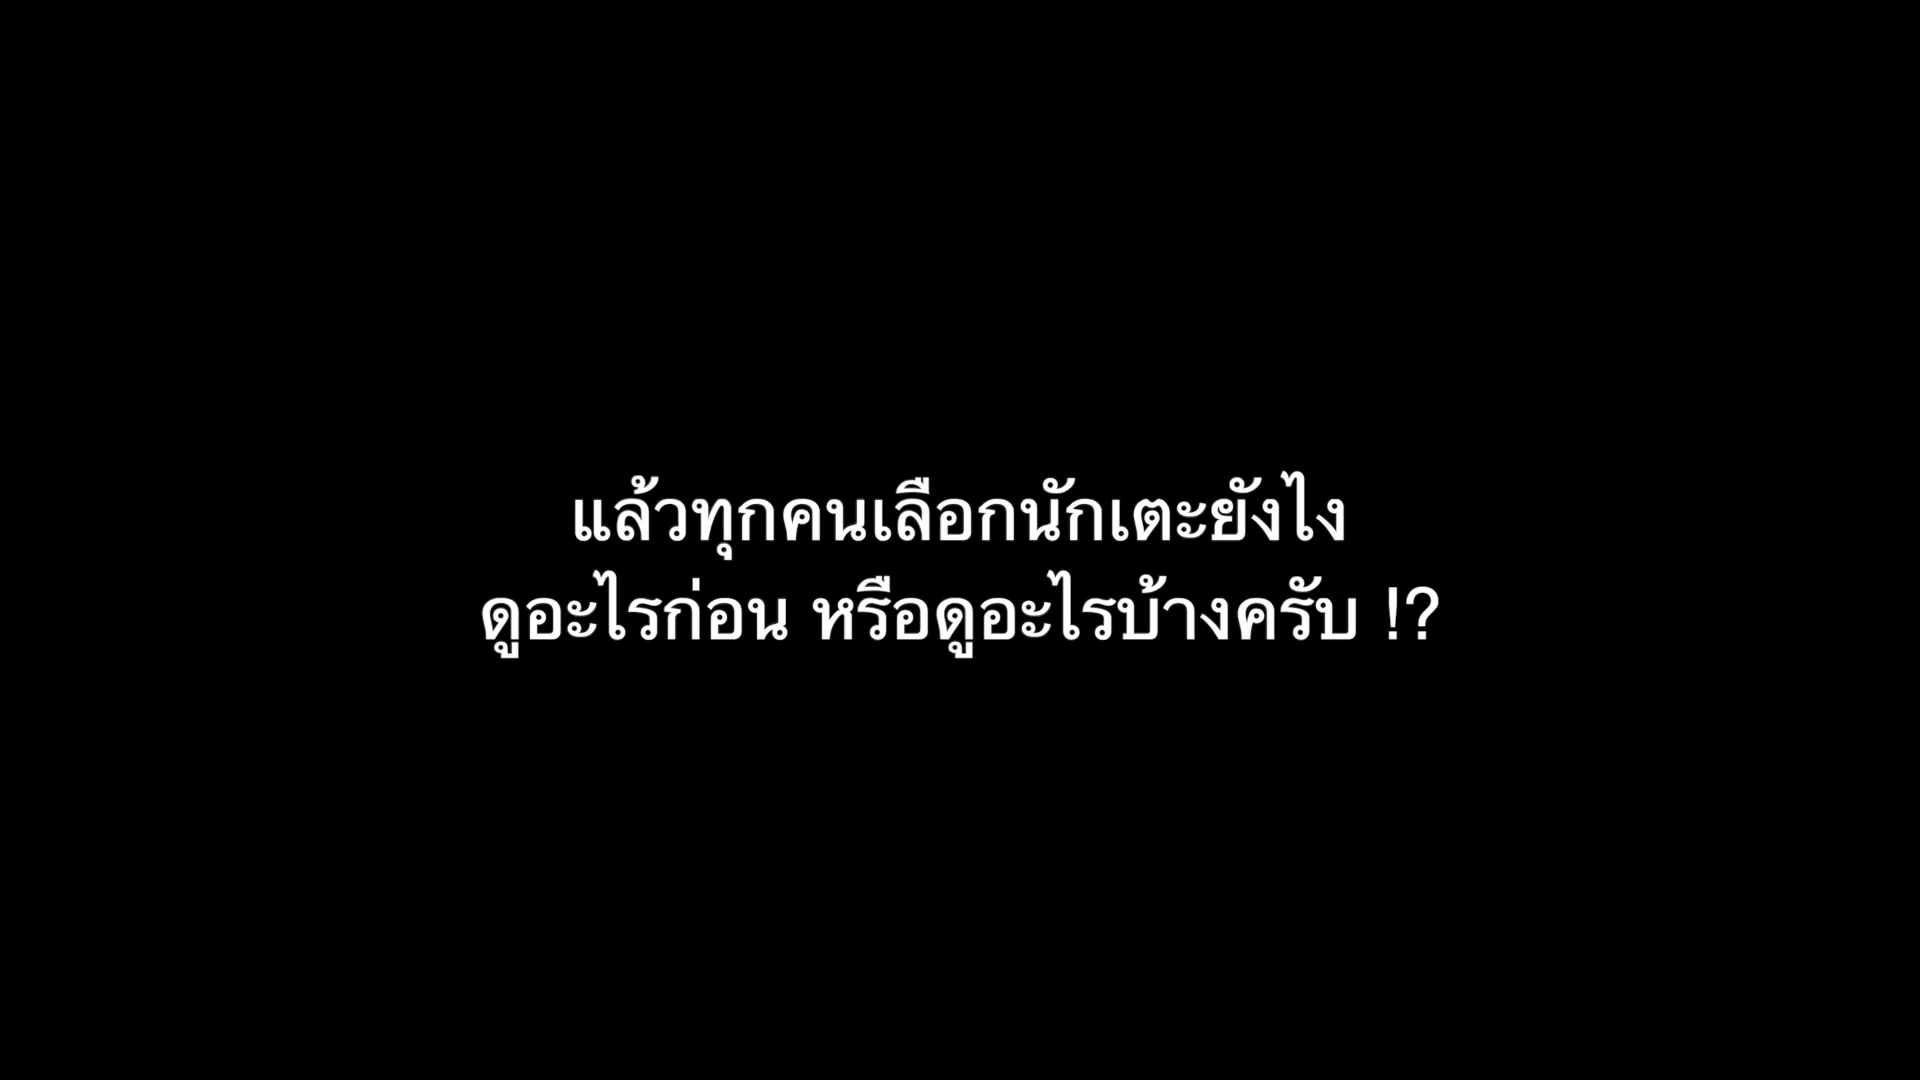 แล้วทุกคนเลือกนักเตะยังไง
ดูอะไรก่อน หรือดูอะไรบ้างครับ !?